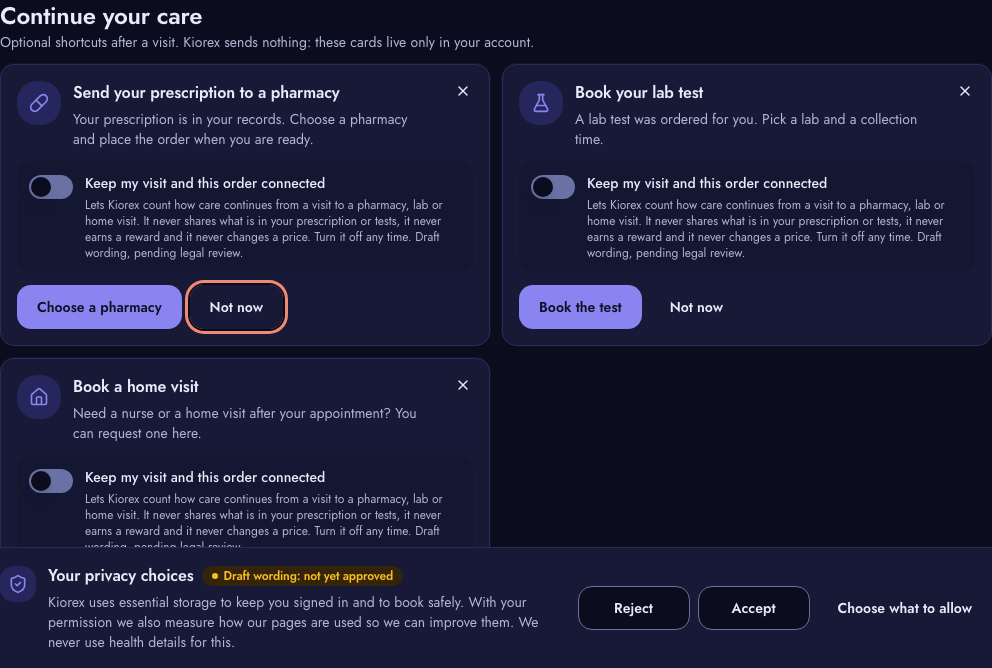 Continue your care
Optional shortcuts after a visit. Kiorex sends nothing: these cards live only in your account.
Send your prescription to a pharmacy
Your prescription is in your records. Choose a pharmacy
and place the order when you are ready.
Keep my visit and this order connected
Lets Kiorex count how care continues from a visit to a pharmacy, lab or
home visit. It never shares what is in your prescription or tests, it never
earns a reward and it never changes a price. Turn it off any time. Draft
wording, pending legal review.
Choose a pharmacy
Not now
Book your lab test
A lab test was ordered for you. Pick a lab and a collection
time.
Keep my visit and this order connected
Lets Kiorex count how care continues from a visit to a pharmacy, lab or
home visit. It never shares what is in your prescription or tests, it never
earns a reward and it never changes a price. Turn it off any time. Draft
wording, pending legal review.
Book the test
Not now
Book a home visit
Need a nurse or a home visit after your appointment? You
can request one here.
Keep my visit and this order connected
Lets Kiorex count how care continues from a visit to a pharmacy, lab or
home visit. It never shares what is in your prescription or tests, it never
earns a reward and it never changes a price. Turn it off any time. Draft
wording, pending legal review.
Your privacy choices
Draft wording: not yet approved
Kiorex uses essential storage to keep you signed in and to book safely. With your
permission we also measure how our pages are used so we can improve them. We
never use health details for this.
Reject
Accept
Choose what to allow